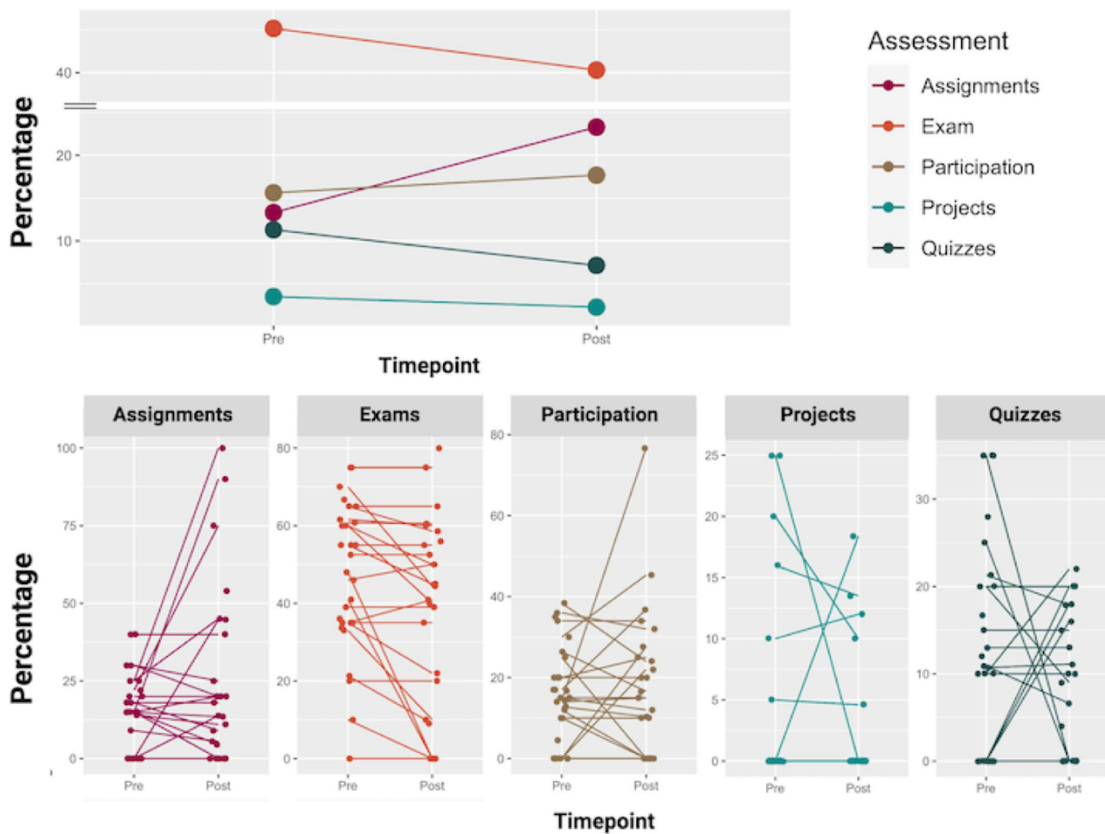 Percentage
40
20
10
Pre
Post
Timepoint
Assessment
Assignments
Exam
Participation
Projects
Quizzes
Assignments
Exams
Participation
Projects
Quizzes
Percentage
100
75
50
25
0
80
60
40
20
0
80
60
40
20
0
25
20
15
10
5
0
30
20
10
0
Pre
Post
Pre
Post
Pre
Post
Pre
Post
Pre
Post
Timepoint